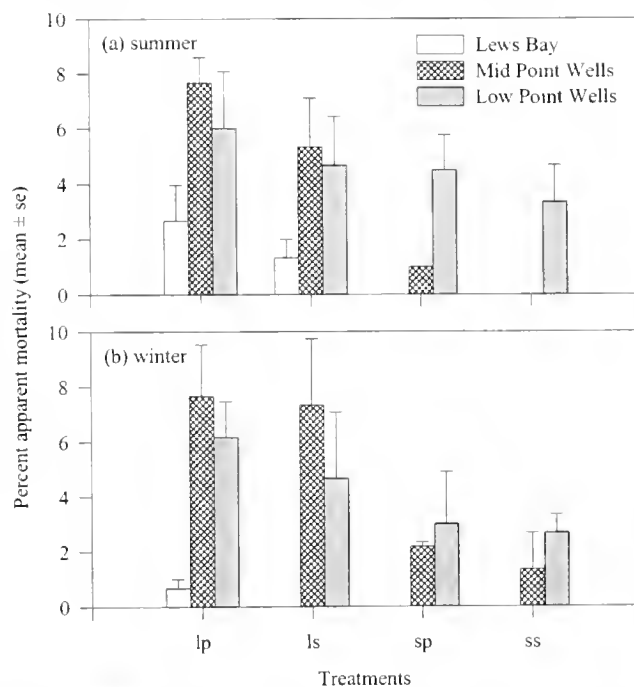 10
(a) summer
Lews Bay
Mid Point Wells
Low Point Wells
8
6
4
2
0
10
(b) winter
8
6
4
2
0
Percent apparent mortality (mean ± se)
lp
ls
sp
ss
Treatments